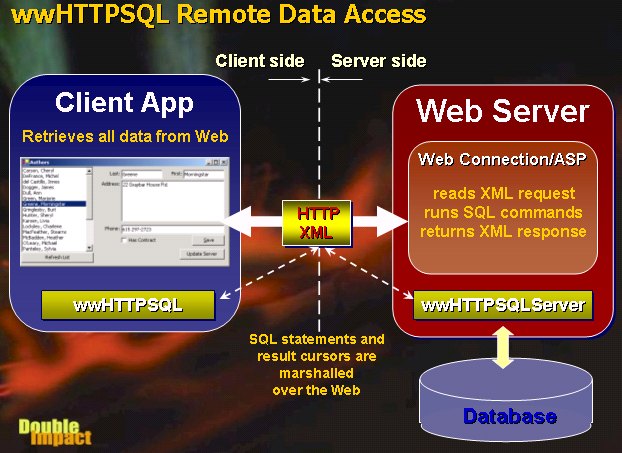 wwHTTPSQL Remote Data Access
Client side
Server side
Client App
Retrieves all data from Web
Authors
Carson, Cheryl
DeFrance, Michel
del Castillo, Innes
Dull, Ann
Green, Marjorie
Greene, Morningstar
Gringlesby, Burt
Hunter, Sheryl
Karsen, Livia
Locksley, Charlene
MacFeather, Stearns
McBadden, Heather
O'Leary, Michael
Panteley, Sylvia
Refresh List
Last: Greene First: Morningstar
Address: 22
House Rd.
Phone: 615 297-2723
Has Contract
Save
Update Server
wwHTTPSQL
HTTP
XML
SQL statements and
result cursors are
marshalled
over the Web
Web Server
Web Connection/ASP
reads XML request
runs SQL commands
returns XML response
wwHTTPSQLServer
Database
Double
Impact